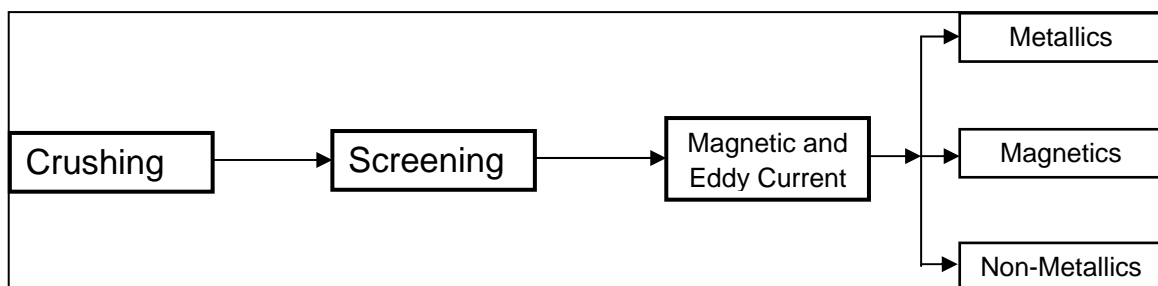 Crushing
Screening
Magnetic and
Eddy Current
Metallics
Magnetics
Non-Metallics